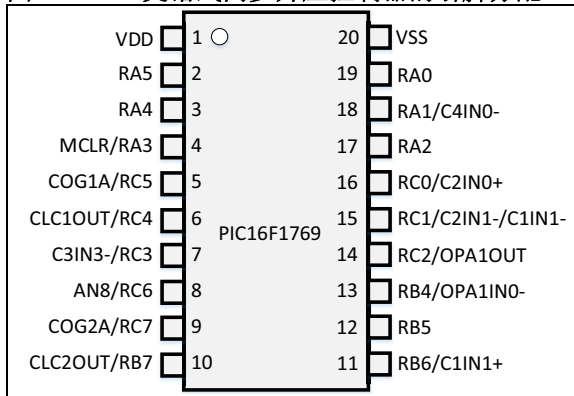 VDD 1 20 VSS
RA5 2 19 RA0
RA4 3 18 RA1/C4IN0-
MCLR/RA3 4 17 RA2
COG1A/RC5 5 16 RC0/C2IN0+
CLC1OUT/RC4 6 15 RC1/C2IN1-/C1IN1-
PIC16F1769
C3IN3-/RC3 7 14 RC2/OPA1OUT
AN8/RC6 8 13 RB4/OPA1IN0-
COG2A/RC7 9 12 RB5
CLC2OUT/RB7 10 11 RB6/C1IN1+